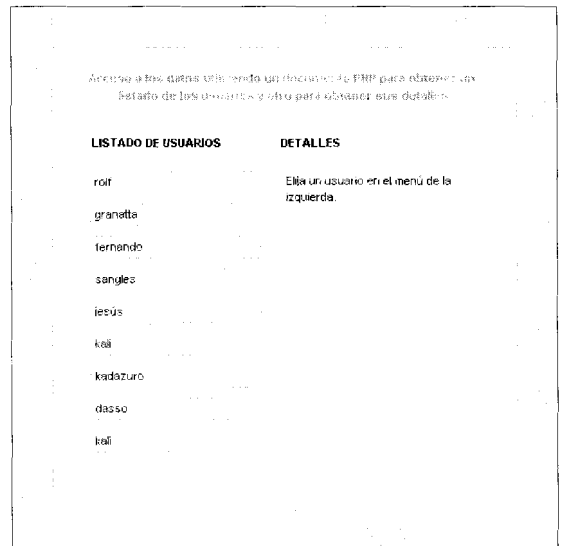 Acceso a los datos utilizando un documento PHP para obtener un
listado de los usuarios y otro para obtener sus detalles
LISTADO DE USUARIOS
DETALLES
rolf
Elija un usuario en el menú de la
izquierda.
granatta
fernando
sangles
jesús
kali
kadazuro
dasso
kali